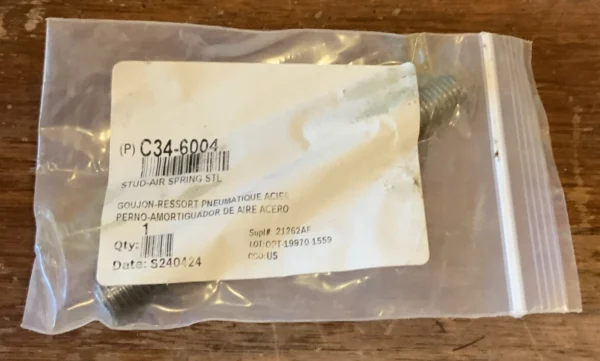 (P) C34-6004
STUD-AIR SPRING STL
GOUJON-RESSORT PNEUMATIQUE ACIER
PERNO-AMORTIGUADOR DE AIRE ACERO
1
Qty:
Date: S240424
Supl# 21262AF
LOT:OPT-19970 1559
COO:US